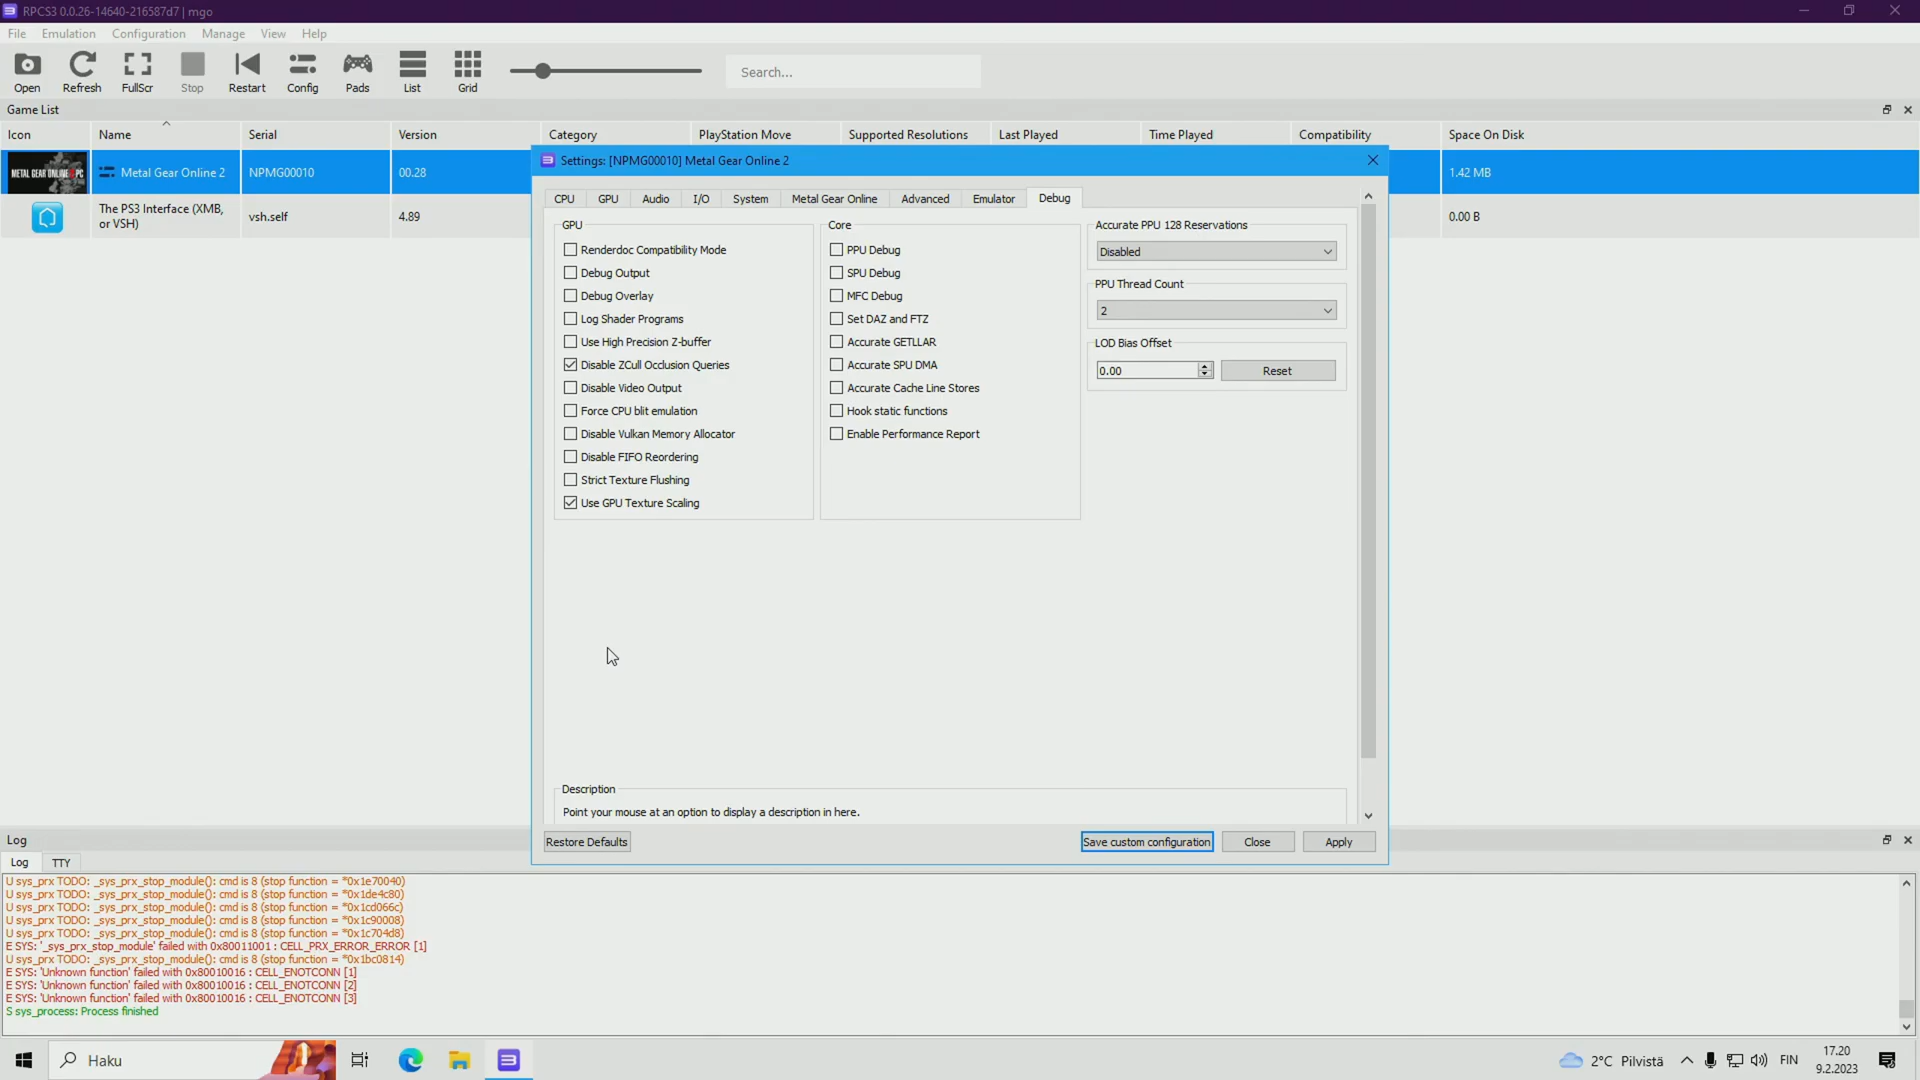 RPCS3 0.0.26-14640-216587d7 | mgo
File Emulation Configuration Manage View Help
Open Refresh FullScr Stop Restart Config Pads List Grid Search...
Game List
Icon Name Serial Version Category PlayStation Move Supported Resolutions Last Played Time Played Compatibility Space On Disk
METAL GEAR ONLINE Metal Gear Online 2 NPMG00010 00.28 1.42 MB
The PS3 Interface (XMB, or VSH) vsh.self 4.89 0.00 B
Settings: [NPMG00010] Metal Gear Online 2
CPU GPU Audio I/O System Metal Gear Online Advanced Emulator Debug
GPU
Renderdoc Compatibility Mode
Debug Output
Debug Overlay
Log Shader Programs
Use High Precision Z-buffer
Disable ZCull Occlusion Queries
Disable Video Output
Force CPU blit emulation
Disable Vulkan Memory Allocator
Disable FIFO Reordering
Strict Texture Flushing
Use GPU Texture Scaling
Core
PPU Debug
SPU Debug
MFC Debug
Set DAZ and FTZ
Accurate GETLLAR
Accurate SPU DMA
Accurate Cache Line Stores
Hook static functions
Enable Performance Report
Accurate PPU 128 Reservations
Disabled
PPU Thread Count
2
LOD Bias Offset
0.00 Reset
Description
Point your mouse at an option to display a description in here.
Restore Defaults Save custom configuration Close Apply
Log
Log TTY
U sys_prx TODO: _sys_prx_stop_module(): cmd is 8 (stop function = *0x1e70040)
U sys_prx TODO: _sys_prx_stop_module(): cmd is 8 (stop function = *0x1de4c80)
U sys_prx TODO: _sys_prx_stop_module(): cmd is 8 (stop function = *0x1cd066c)
U sys_prx TODO: _sys_prx_stop_module(): cmd is 8 (stop function = *0x1c90008)
U sys_prx TODO: _sys_prx_stop_module(): cmd is 8 (stop function = *0x1c704d8)
E SYS: '_sys_prx_stop_module' failed with 0x80011001 : CELL_PRX_ERROR_ERROR [1]
U sys_prx TODO: _sys_prx_stop_module(): cmd is 8 (stop function = *0x1bc0814)
E SYS: 'Unknown function' failed with 0x80010016 : CELL_ENOTCONN [1]
E SYS: 'Unknown function' failed with 0x80010016 : CELL_ENOTCONN [2]
E SYS: 'Unknown function' failed with 0x80010016 : CELL_ENOTCONN [3]
S sys_process: Process finished
Haku 2°C Pilvistä FIN 17.20
9.2.2023